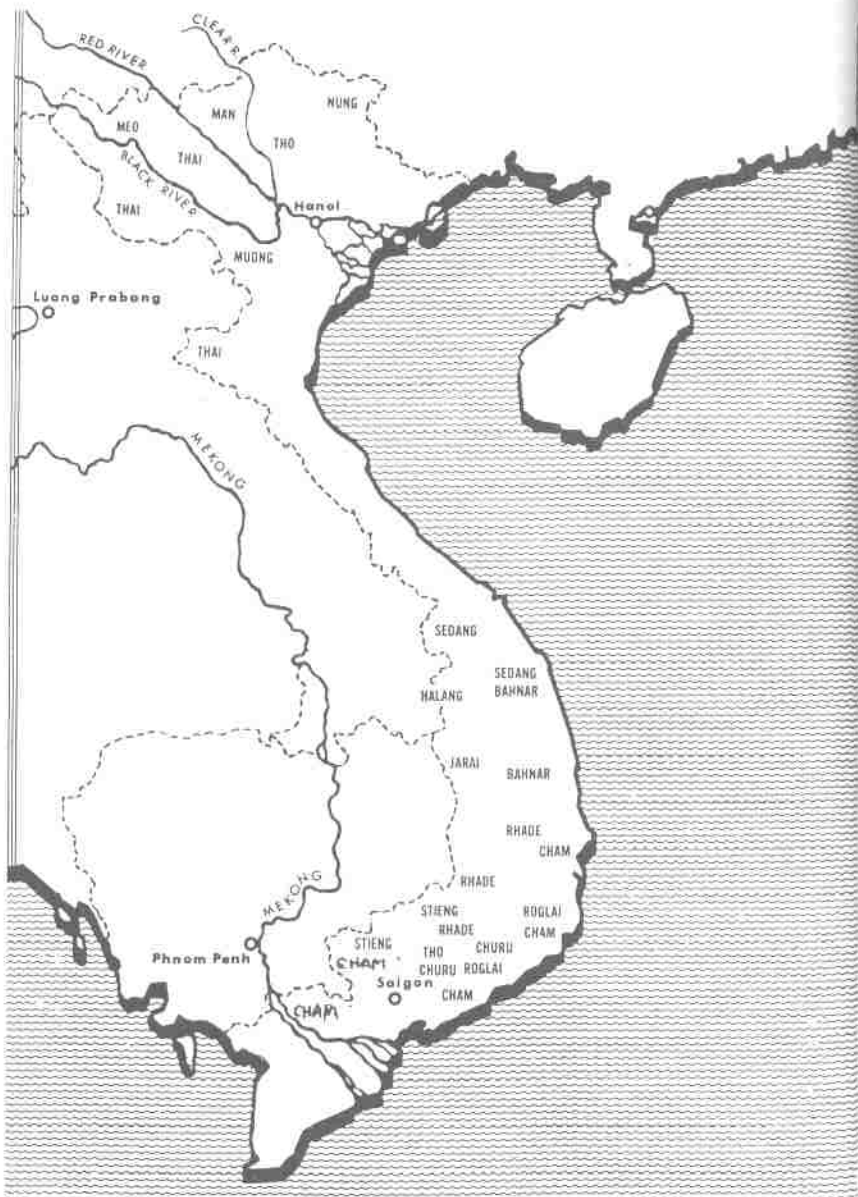 CLEAR R.
RED RIVER
NUNG
MAN
MEO
THO
THAI
BLACK RIVER
THAI
Hanoi
MUONG
Luang Prabang
THAI
MEKONG
SEDANG
SEDANG
BAHNAR
HALANG
JARAI
BAHNAR
RHADE
CHAM
RHADE
MEKONG
STIENG
ROGLAI
RHADE
CHAM
Phnom Penh
STIENG
THO
CHURU
CHAM
CHURU
ROGLAI
Saigon
CHAM
CHAM